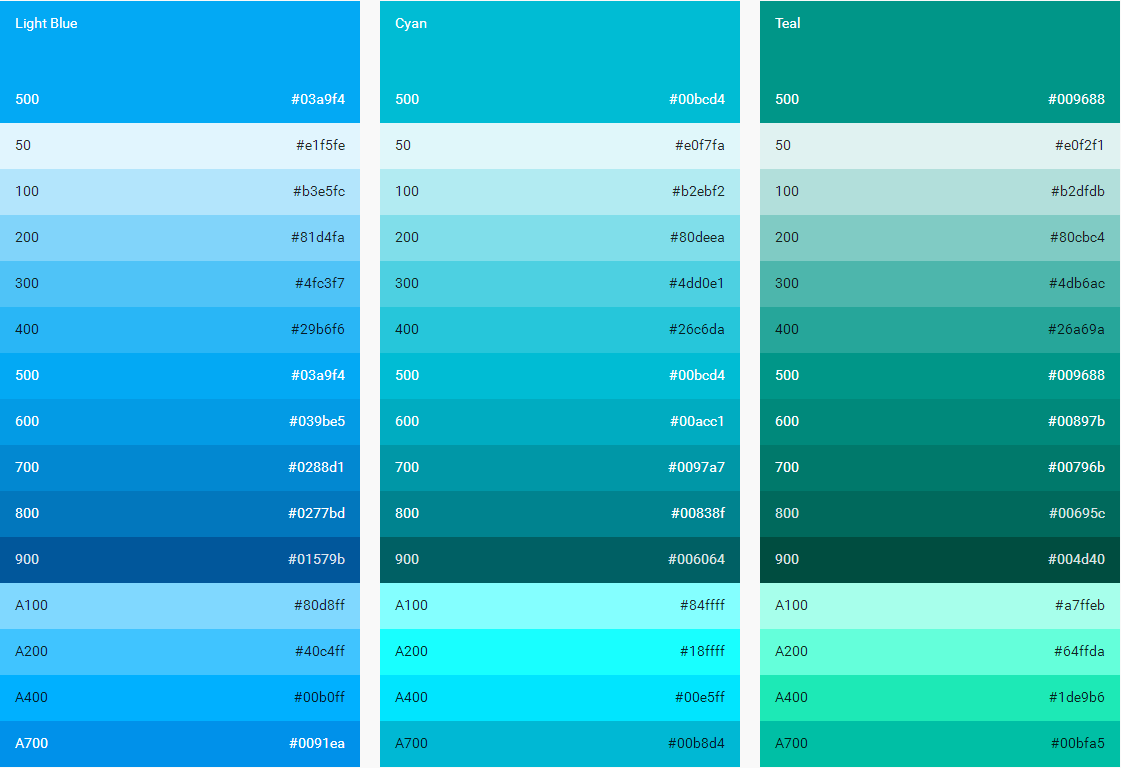 Light Blue
500 #03a9f4
50 #e1f5fe
100 #b3e5fc
200 #81d4fa
300 #4fc3f7
400 #29b6f6
500 #03a9f4
600 #039be5
700 #0288d1
800 #0277bd
900 #01579b
A100 #80d8ff
A200 #40c4ff
A400 #00b0ff
A700 #0091ea
Cyan
500 #00bcd4
50 #e0f7fa
100 #b2ebf2
200 #80deea
300 #4dd0e1
400 #26c6da
500 #00bcd4
600 #00acc1
700 #0097a7
800 #00838f
900 #006064
A100 #84ffff
A200 #18ffff
A400 #00e5ff
A700 #00b8d4
Teal
500 #009688
50 #e0f2f1
100 #b2dfdb
200 #80cbc4
300 #4db6ac
400 #26a69a
500 #009688
600 #00897b
700 #00796b
800 #00695c
900 #004d40
A100 #a7ffeb
A200 #64ffda
A400 #1de9b6
A700 #00bfa5